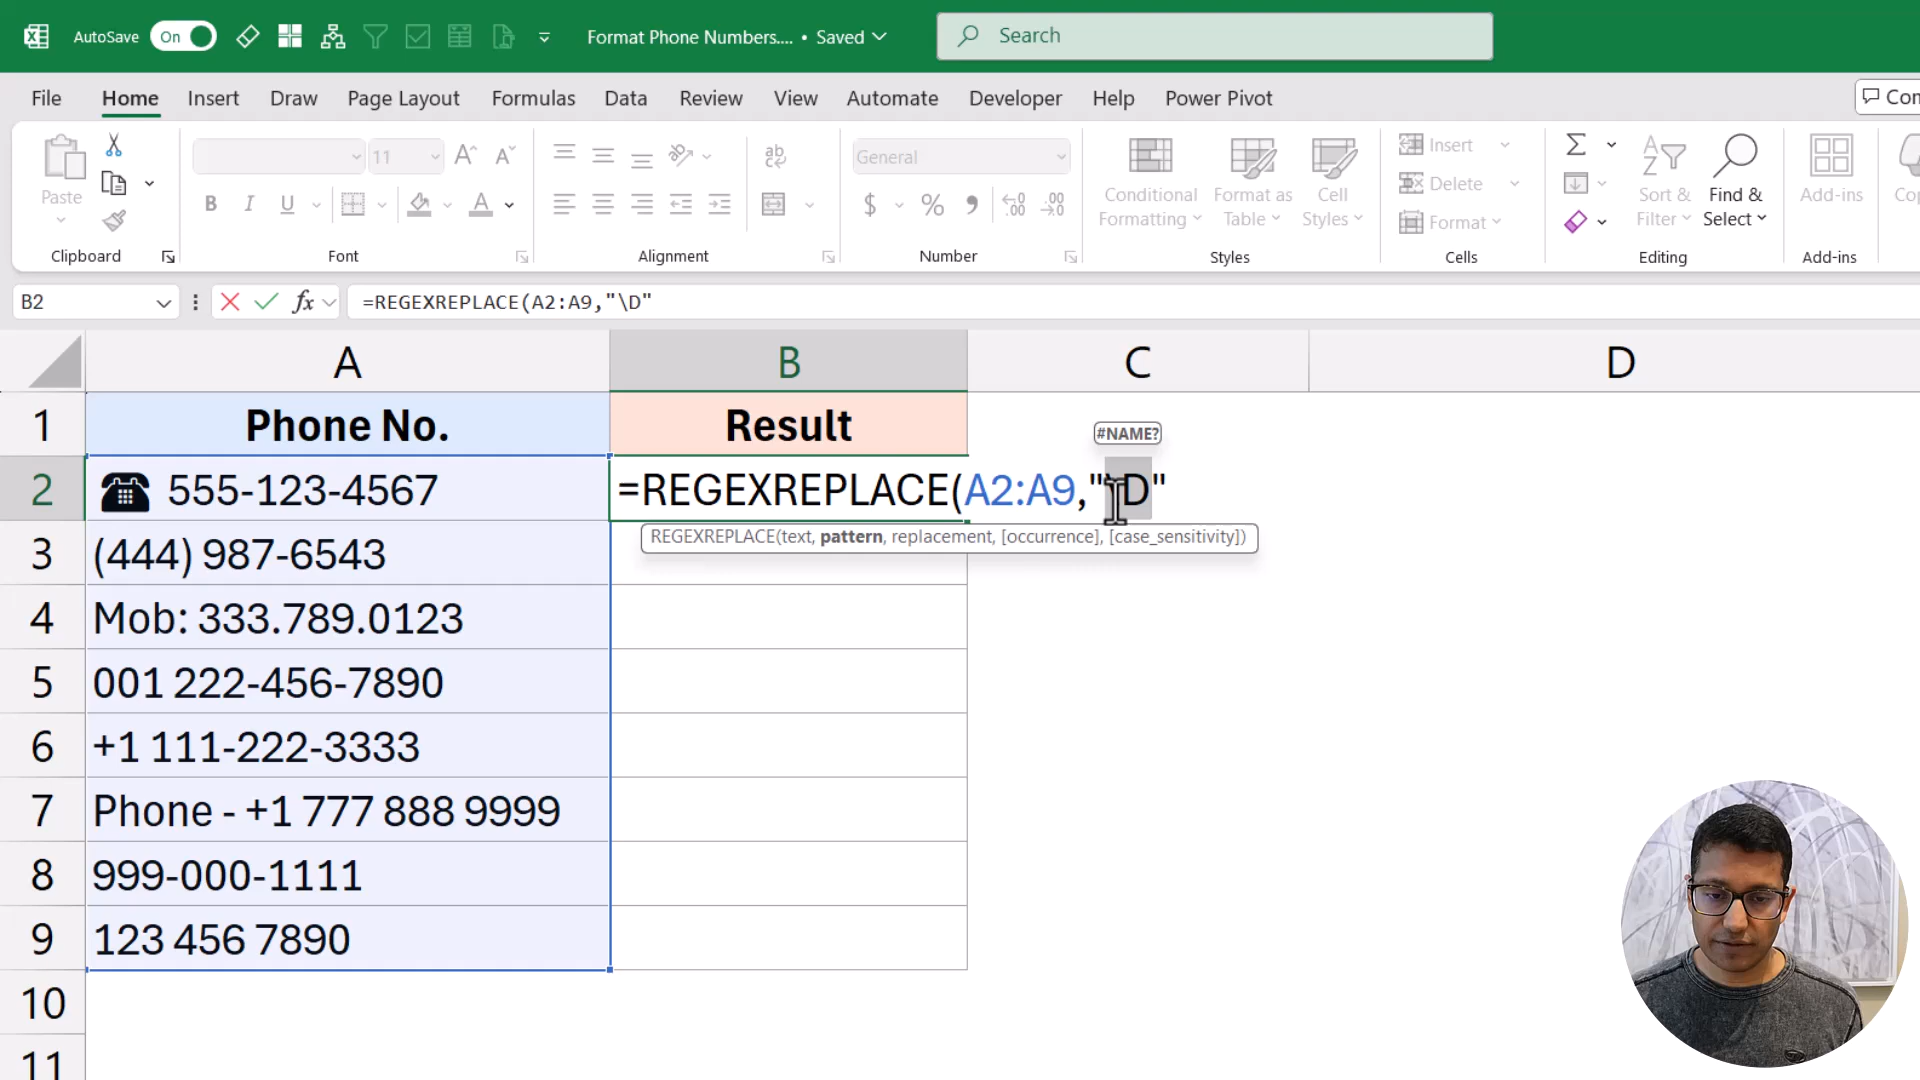 AutoSave On Format Phone Numbers.... • Saved Search
File Home Insert Draw Page Layout Formulas Data Review View Automate Developer Help Power Pivot
Paste
11
General
Conditional Formatting
Format as Table
Cell Styles
Insert
Delete
Format
Sort & Filter
Find & Select
Add-ins
Clipboard Font Alignment Number Styles Cells Editing Add-ins
B2 fx =REGEXREPLACE(A2:A9,"\D"
A B C D
1 Phone No. Result
#NAME?
2 ☎ 555-123-4567 =REGEXREPLACE(A2:A9,"\D"
REGEXREPLACE(text, pattern, replacement, [occurrence], [case_sensitivity])
3 (444) 987-6543
4 Mob: 333.789.0123
5 001 222-456-7890
6 +1 111-222-3333
7 Phone - +1 777 888 9999
8 999-000-1111
9 123 456 7890
10
11